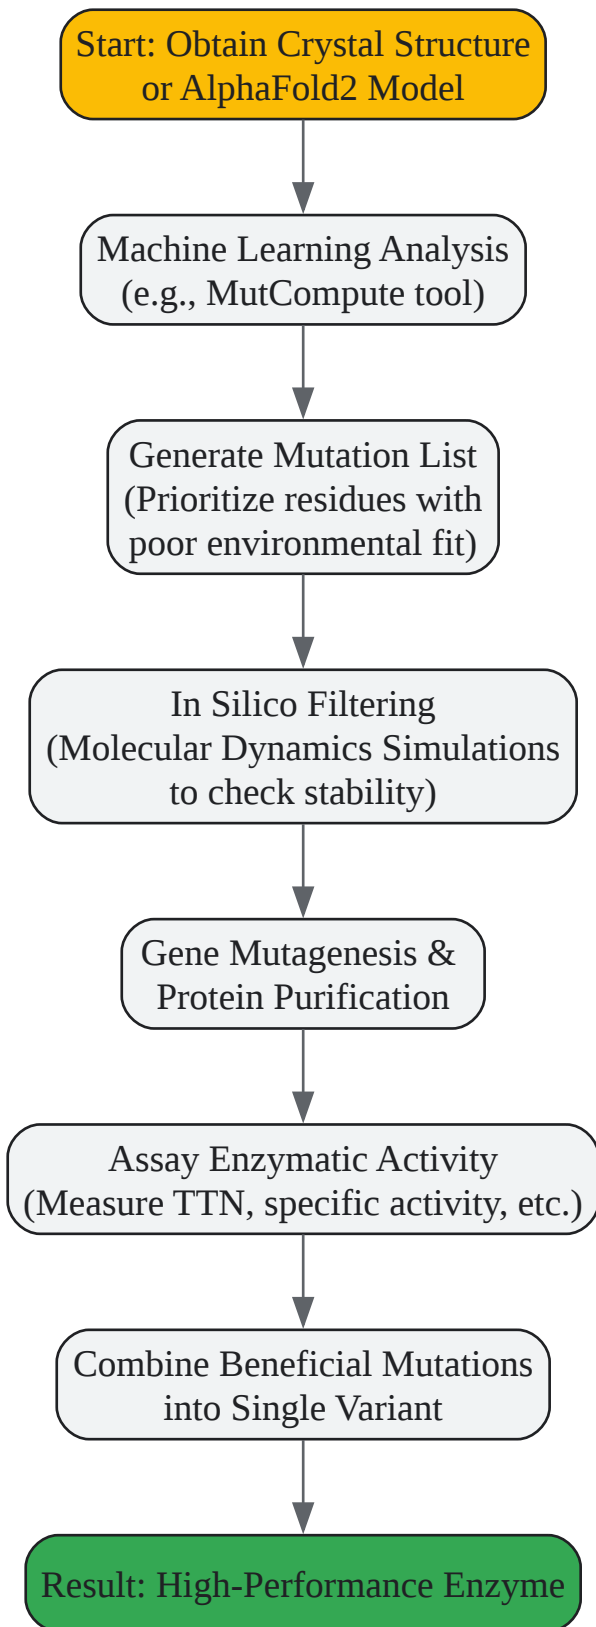 Start: Obtain Crystal Structure
or AlphaFold2 Model
Machine Learning Analysis
(e.g., MutCompute tool)
Generate Mutation List
(Prioritize residues with
poor environmental fit)
In Silico Filtering
(Molecular Dynamics Simulations
to check stability)
Gene Mutagenesis &
Protein Purification
Assay Enzymatic Activity
(Measure TTN, specific activity, etc.)
Combine Beneficial Mutations
into Single Variant
Result: High-Performance Enzyme